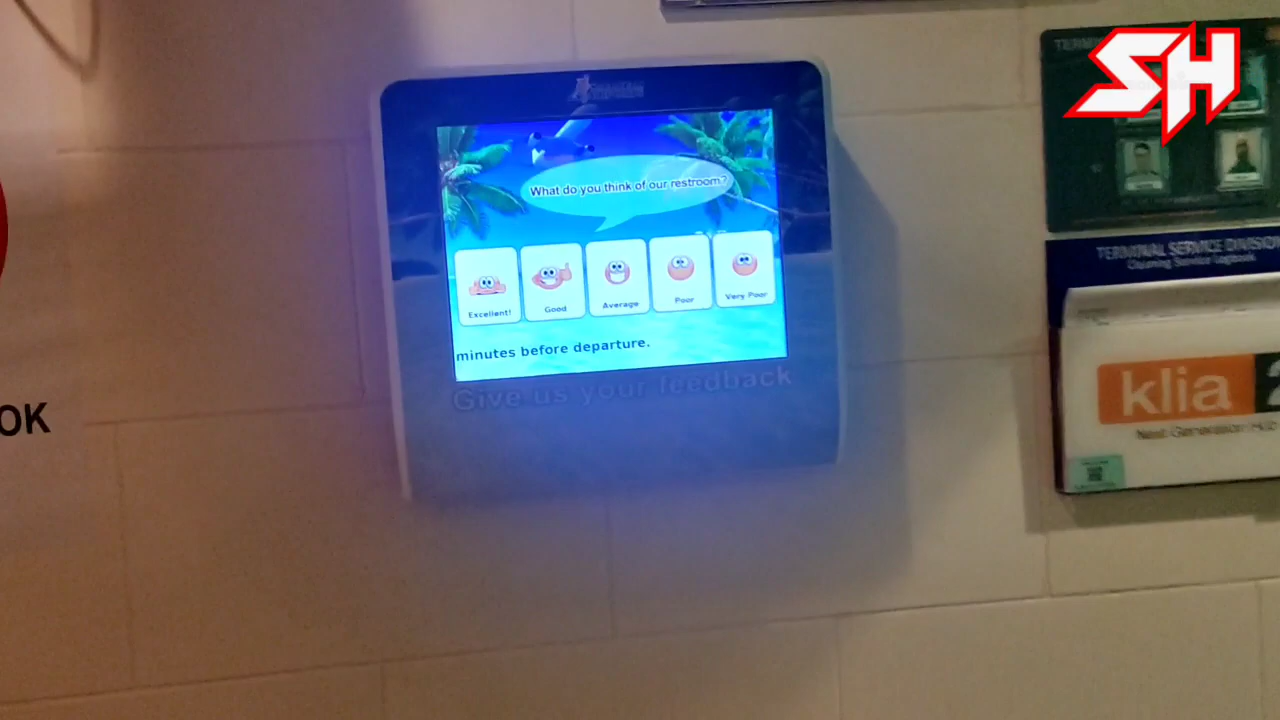 SH
What do you think of our restroom?
Excellent!
Good
Average
Poor
Very Poor
minutes before departure.
Give us your feedback
OK
TERMINAL SERVICE DIVISION
Cleaning Service Logbook
klia 2
Next Generation Hub